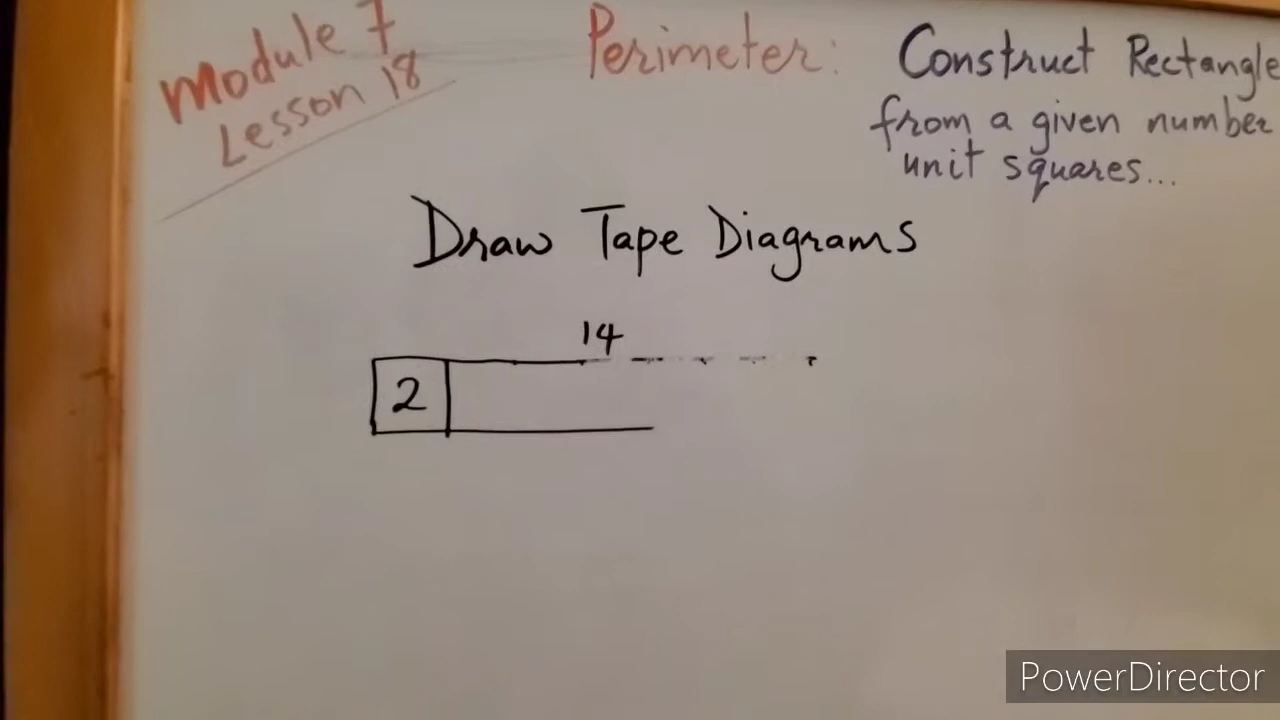 Module 7
Lesson 18
Perimeter: Construct Rectangle
from a given number
unit squares...
Draw Tape Diagrams
14
2
PowerDirector